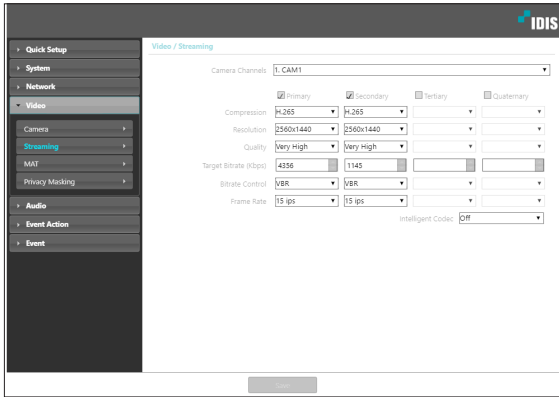 IDIS
Quick Setup
System
Network
Video
Camera
Streaming
MAT
Privacy Masking
Audio
Event Action
Event
Video / Streaming
Camera Channels 1. CAM1
Primary Secondary Tertiary Quaternary
Compression H.265 H.265
Resolution 2560x1440 2560x1440
Quality Very High Very High
Target Bitrate (Kbps) 4356 1145
Bitrate Control VBR VBR
Frame Rate 15 ips 15 ips
Intelligent Codec Off
Save